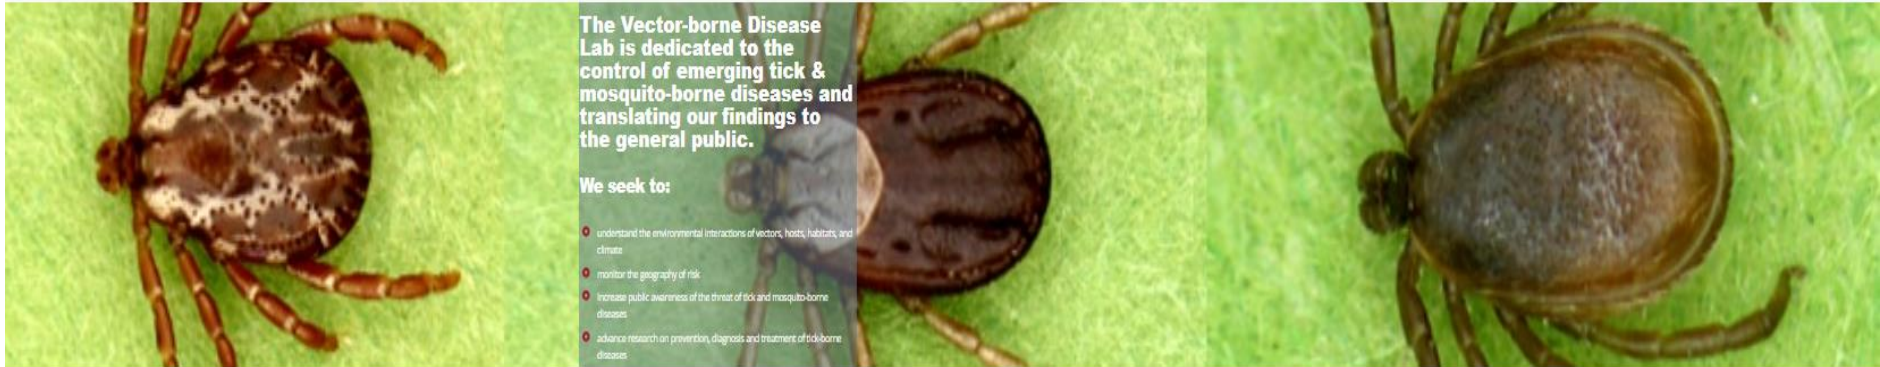 The Vector-borne Disease
Lab is dedicated to the
control of emerging tick &
mosquito-borne diseases and
translating our findings to
the general public.
We seek to:
understand the environmental interactions of vectors, hosts, habitats, and
climate
monitor the geography of risk
increase public awareness of the threat of tick and mosquito-borne
diseases
advance research on prevention, diagnosis and treatment of tick-borne
diseases